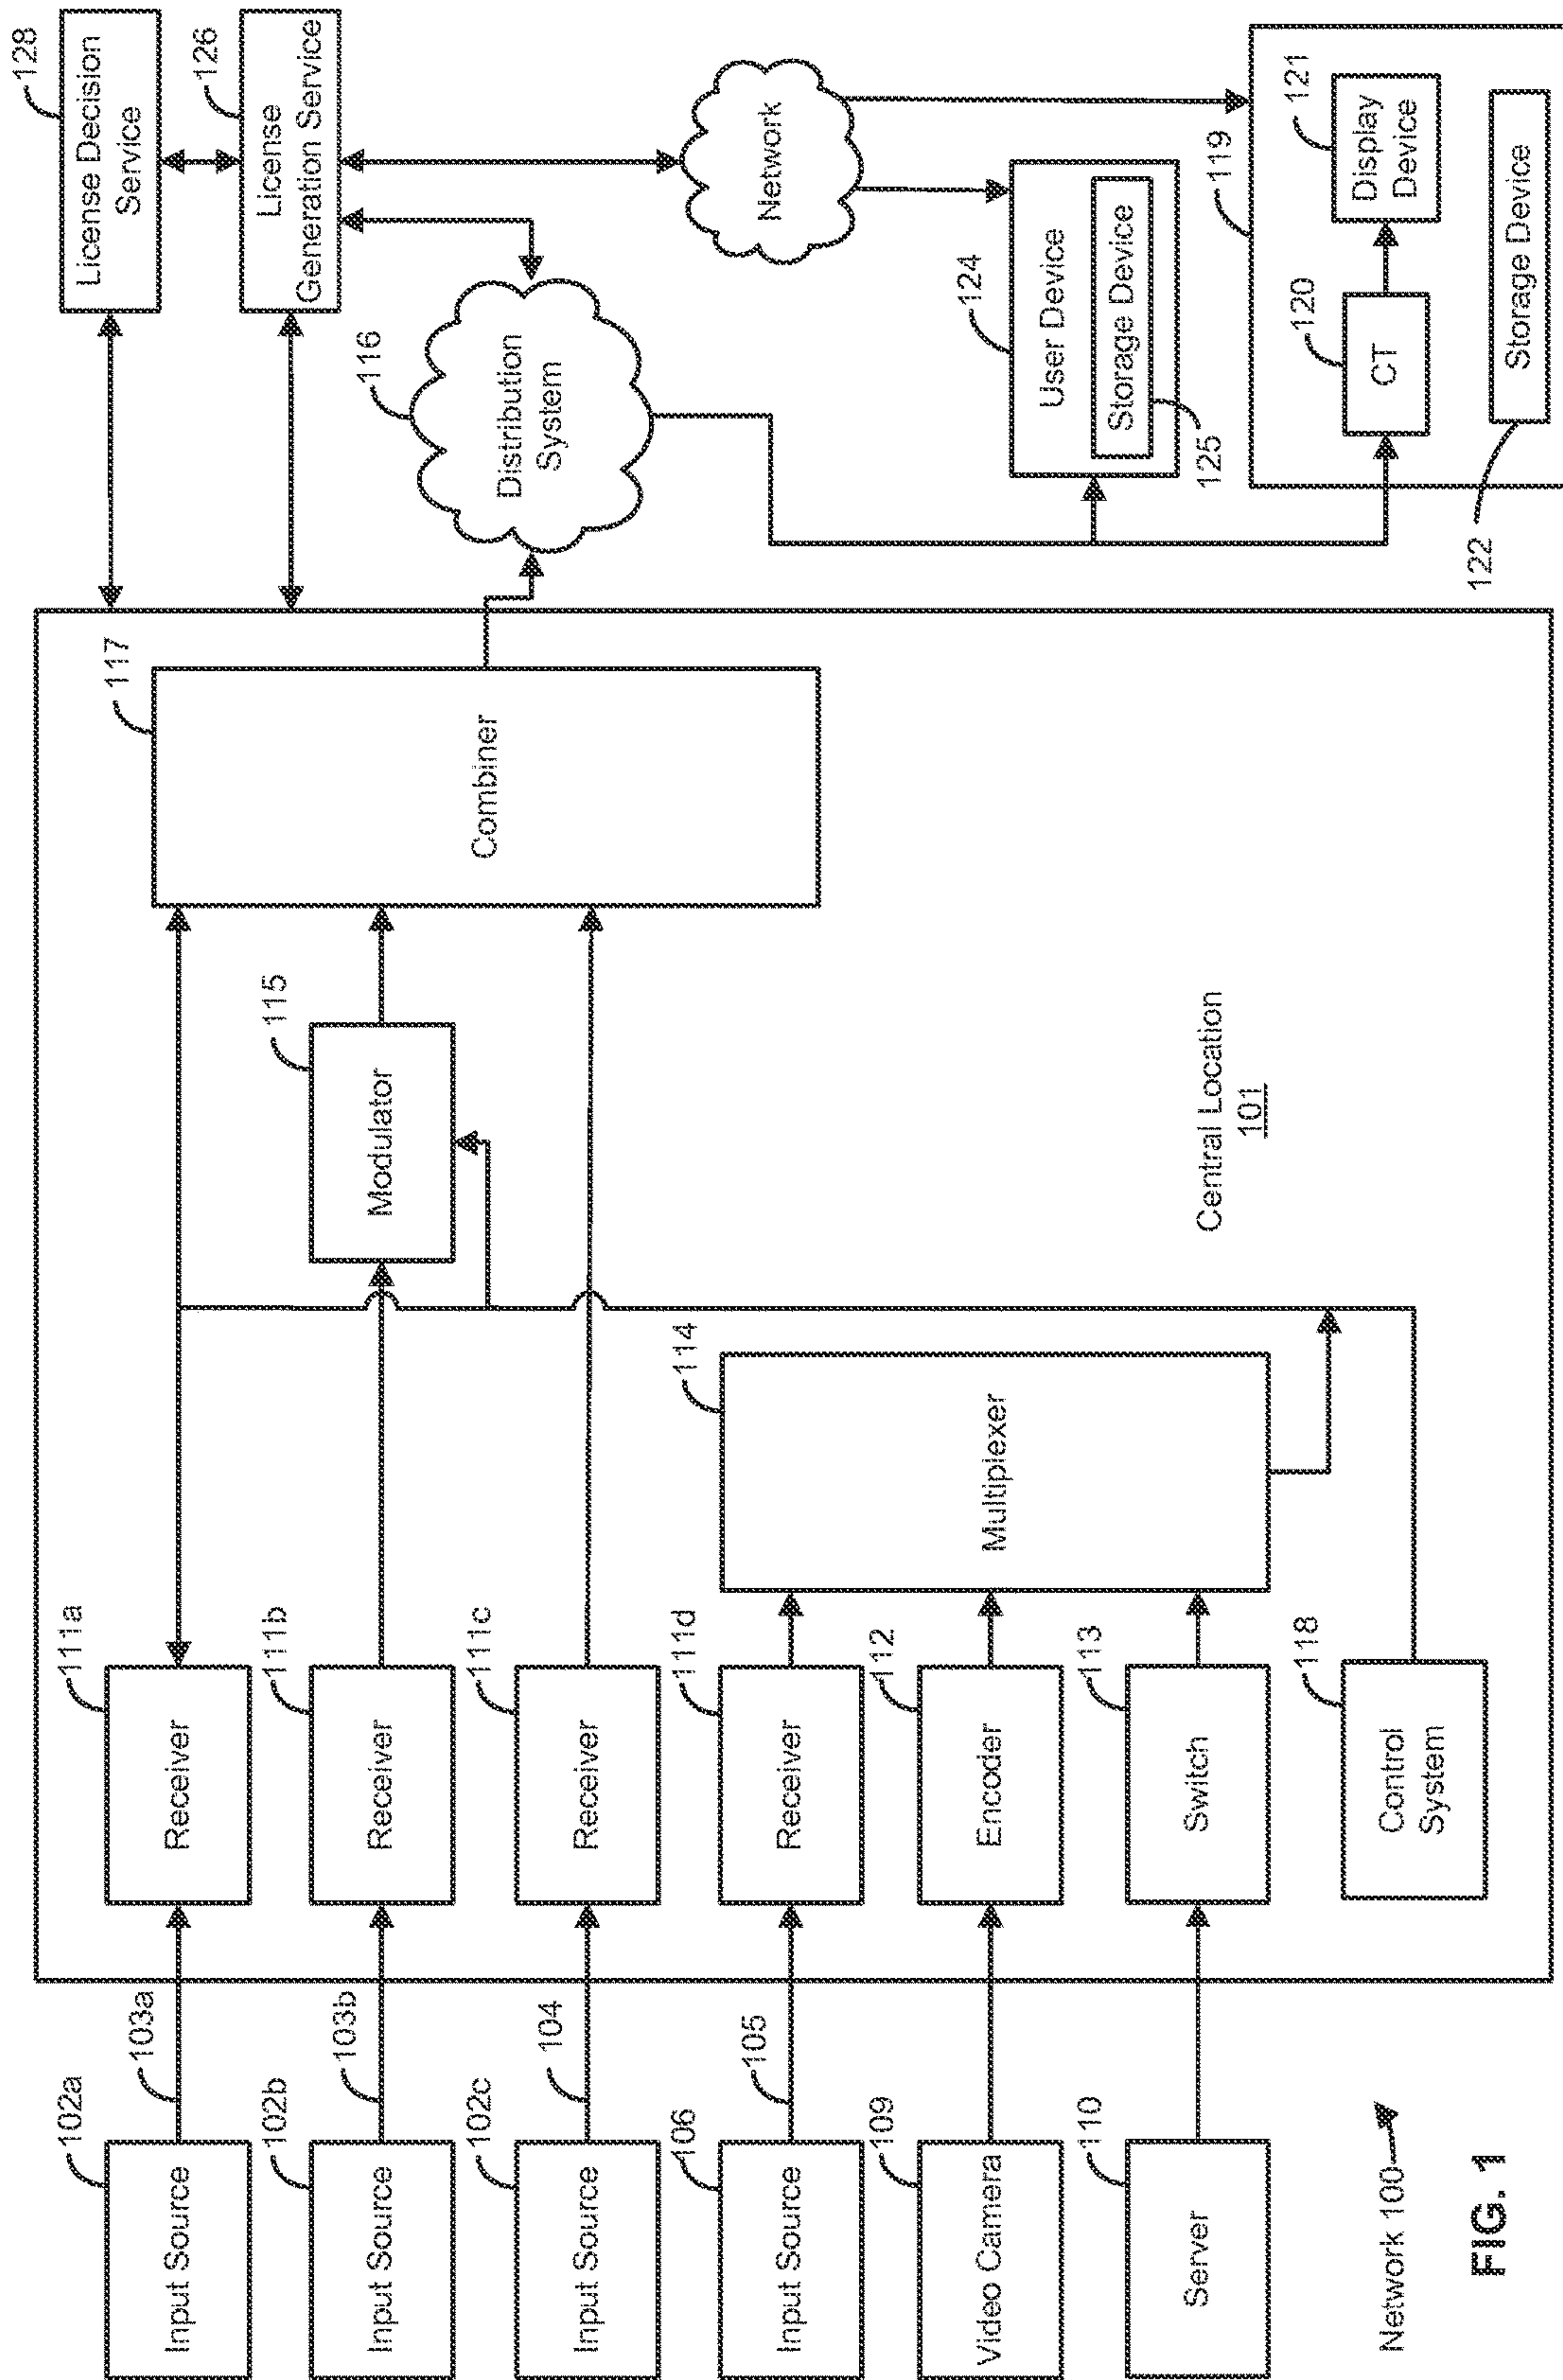 102a
Input Source
103a
111a
Receiver
102b
Input Source
103b
111b
Receiver
115
Modulator
102c
Input Source
104
111c
Receiver
117
Combiner
106
Input Source
105
111d
Receiver
114
Multiplexer
109
Video Camera
112
Encoder
110
Server
113
Switch
118
Control
System
Central Location
101
128
License Decision
Service
126
License
Generation Service
116
Distribution
System
Network
124
User Device
Storage Device
125
119
120
CT
121
Display
Device
122
Storage Device
Network 100
FIG. 1